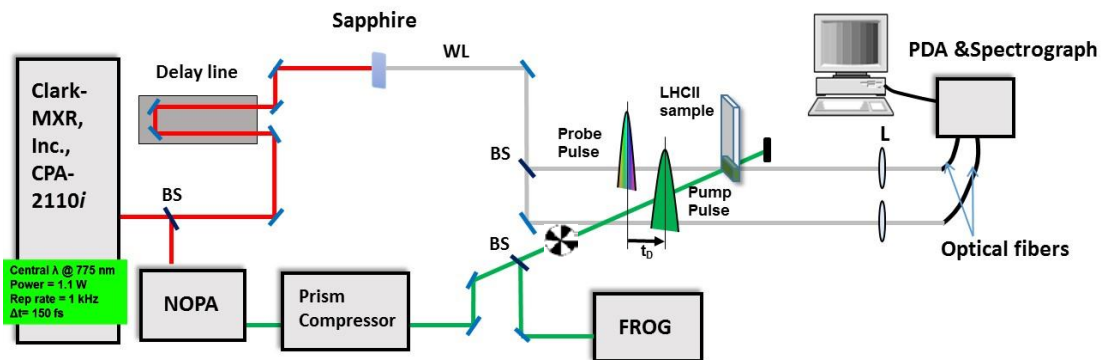 Sapphire
WL
PDA &Spectrograph
Clark-
MXR,
Inc.,
CPA-
2110i
Delay line
LHCII
sample
Probe
Pulse
BS
L
BS
Pump
Pulse
BS
t_D
Optical fibers
Central λ @ 775 nm
Power = 1.1 W
Rep rate = 1 kHz
Δt= 150 fs
NOPA
Prism
Compressor
FROG